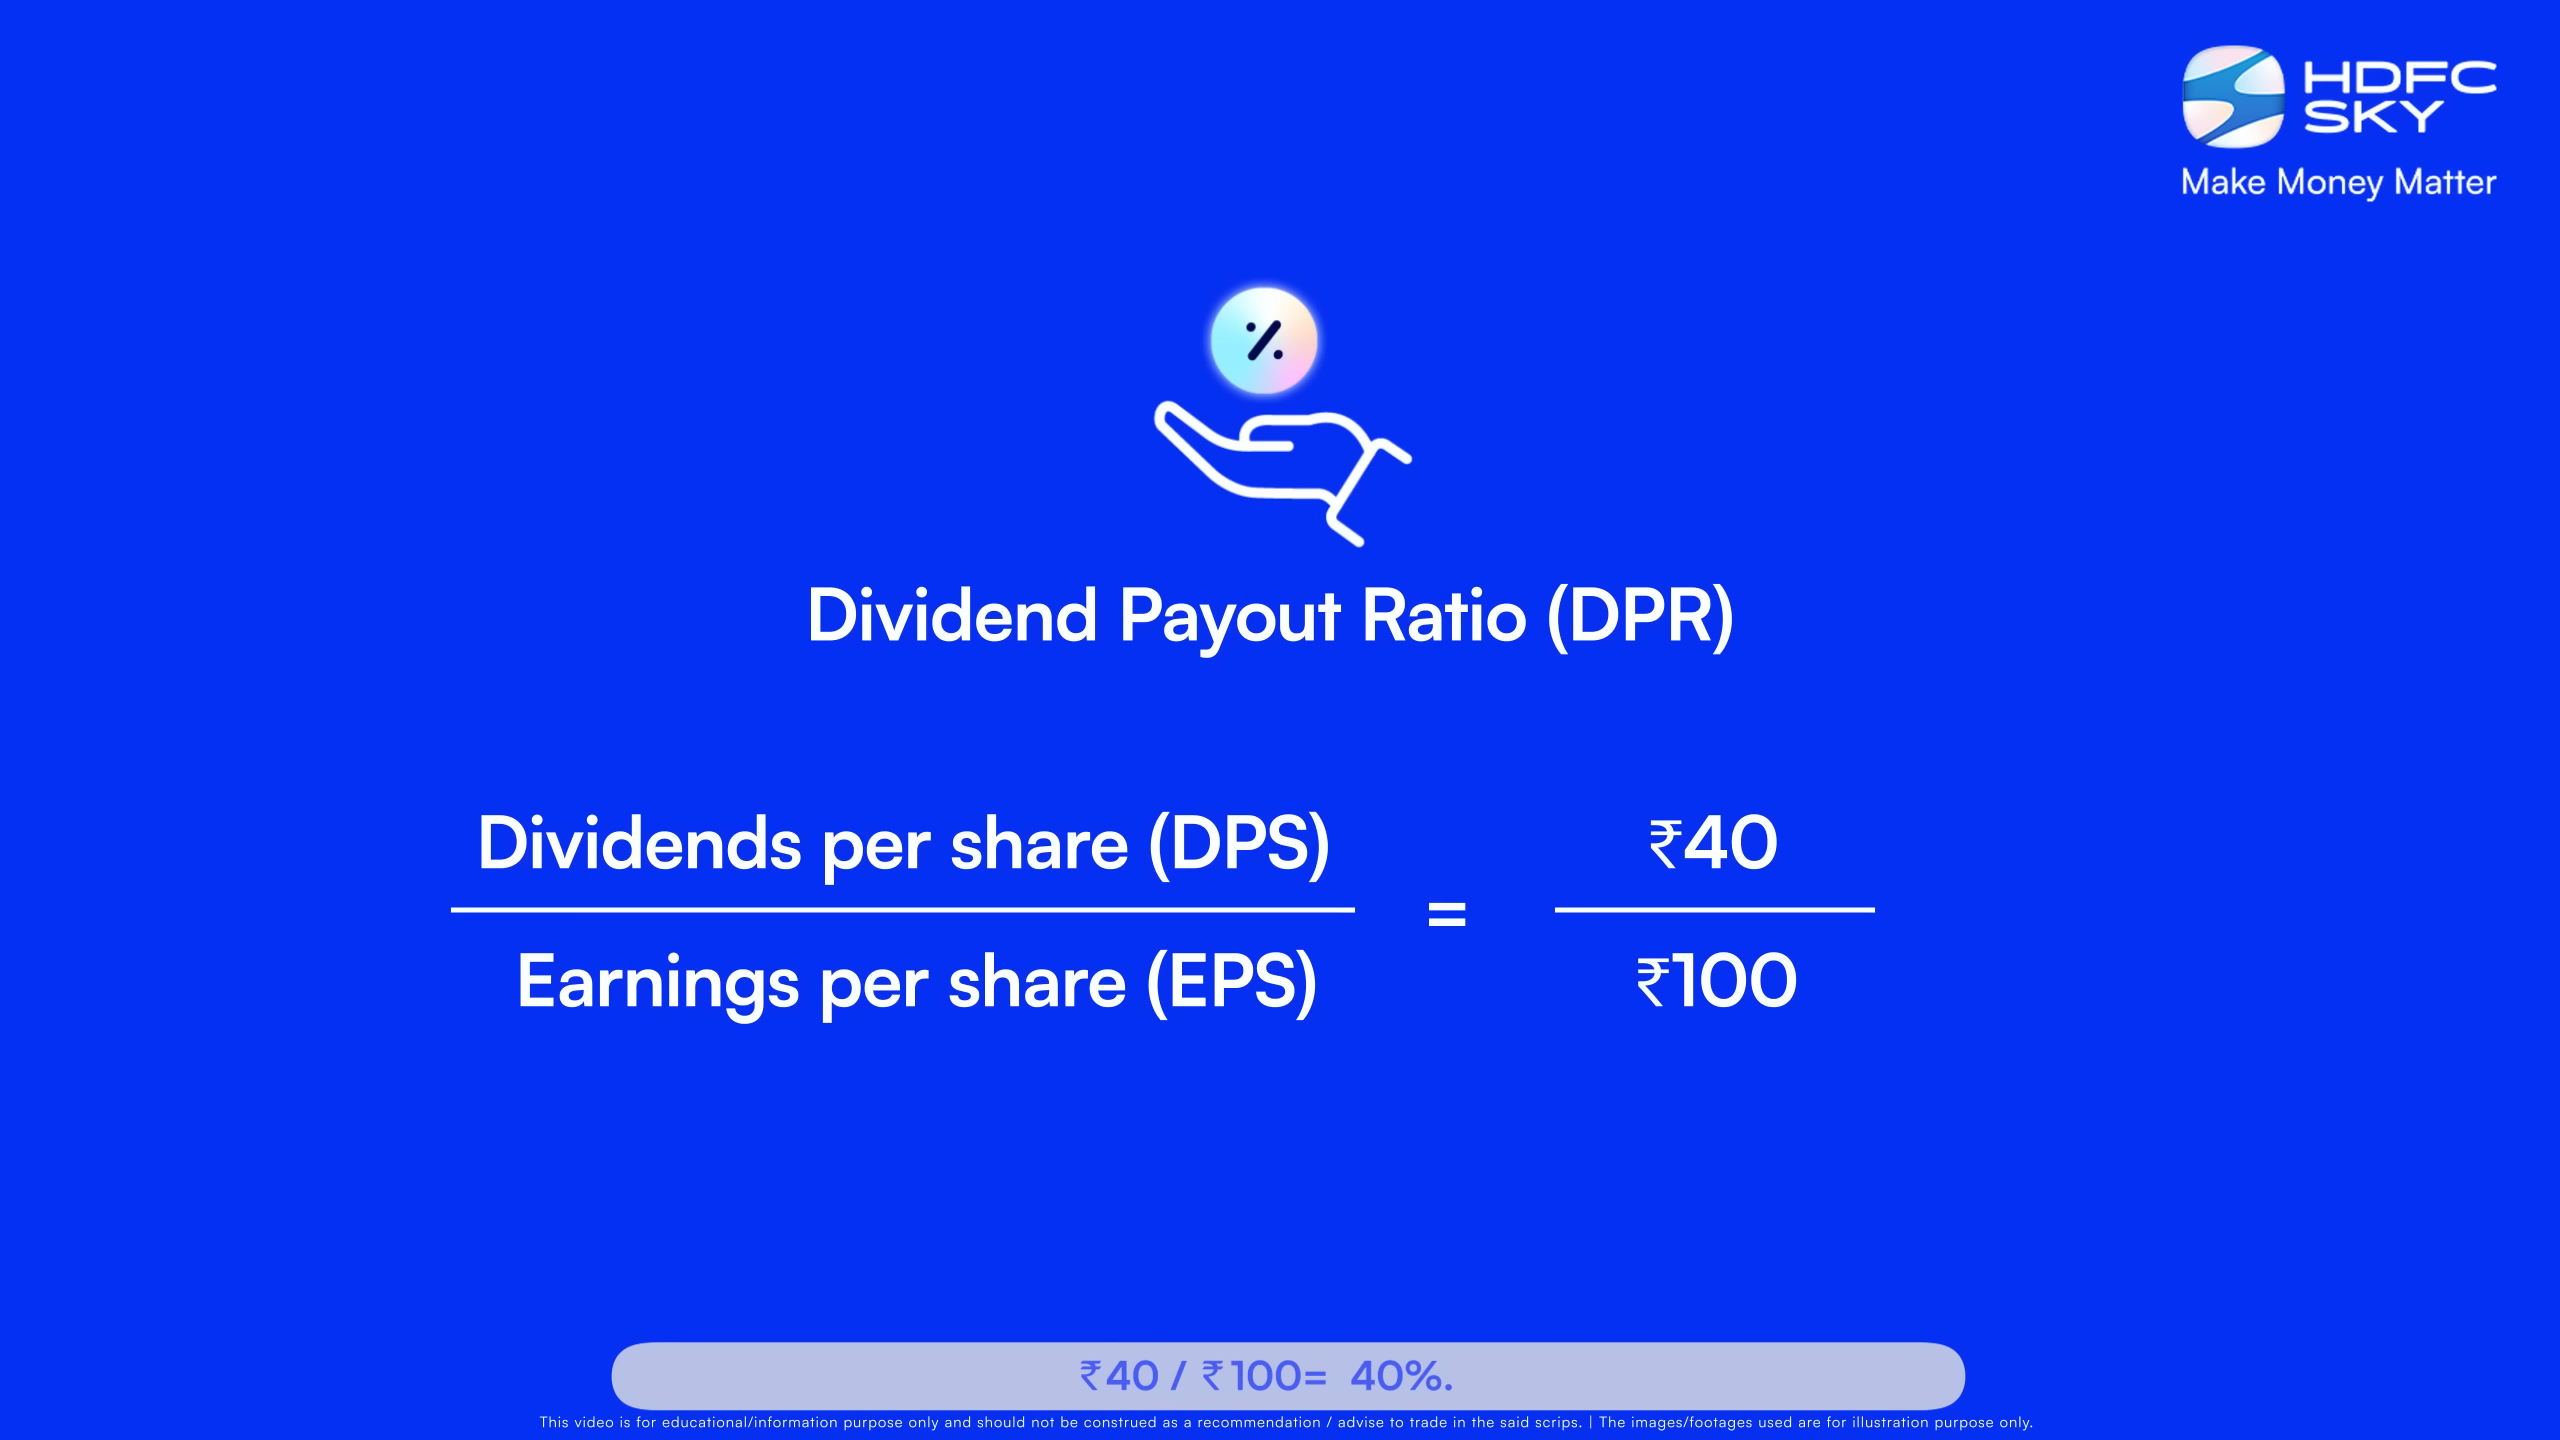 HDFC
SKY
Make Money Matter
%
Dividend Payout Ratio (DPR)
Dividends per share (DPS)
Earnings per share (EPS)
=
₹40
₹100
₹40 / ₹100= 40%.
This video is for educational/information purpose only and should not be construed as a recommendation / advise to trade in the said scrips. | The images/footages used are for illustration purpose only.